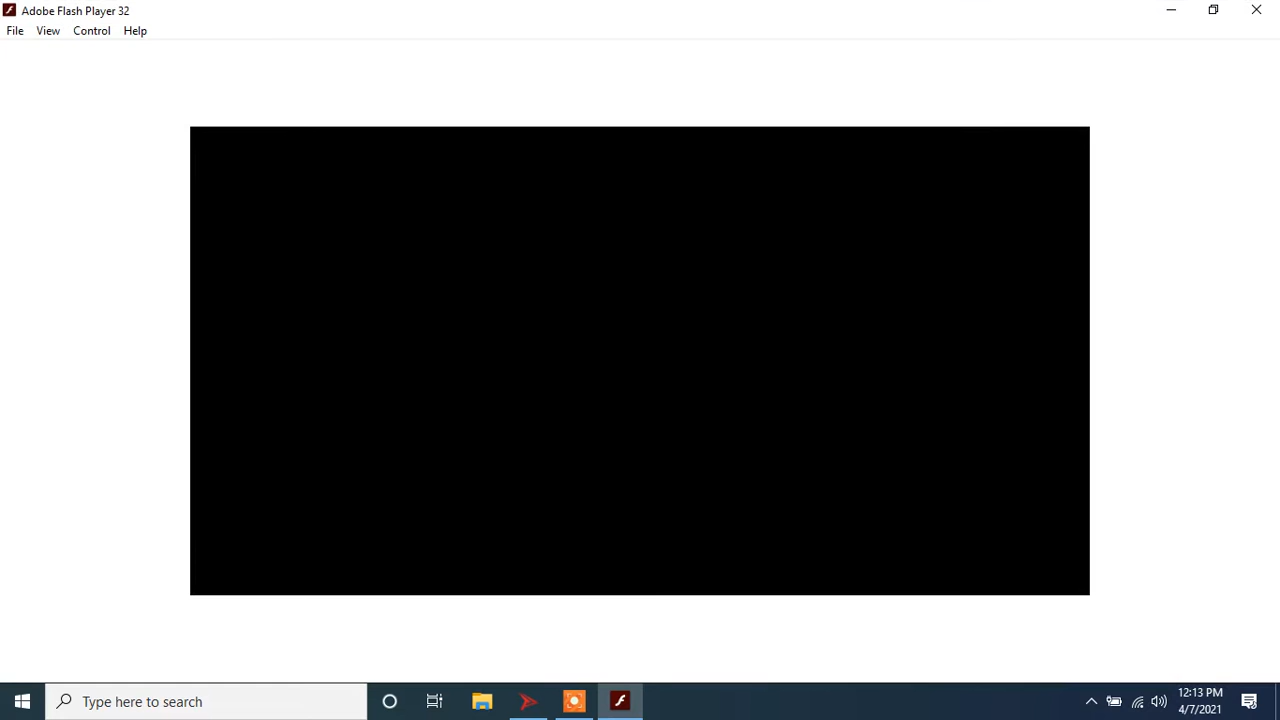 Adobe Flash Player 32
File View Control Help
Type here to search
12:13 PM
4/7/2021